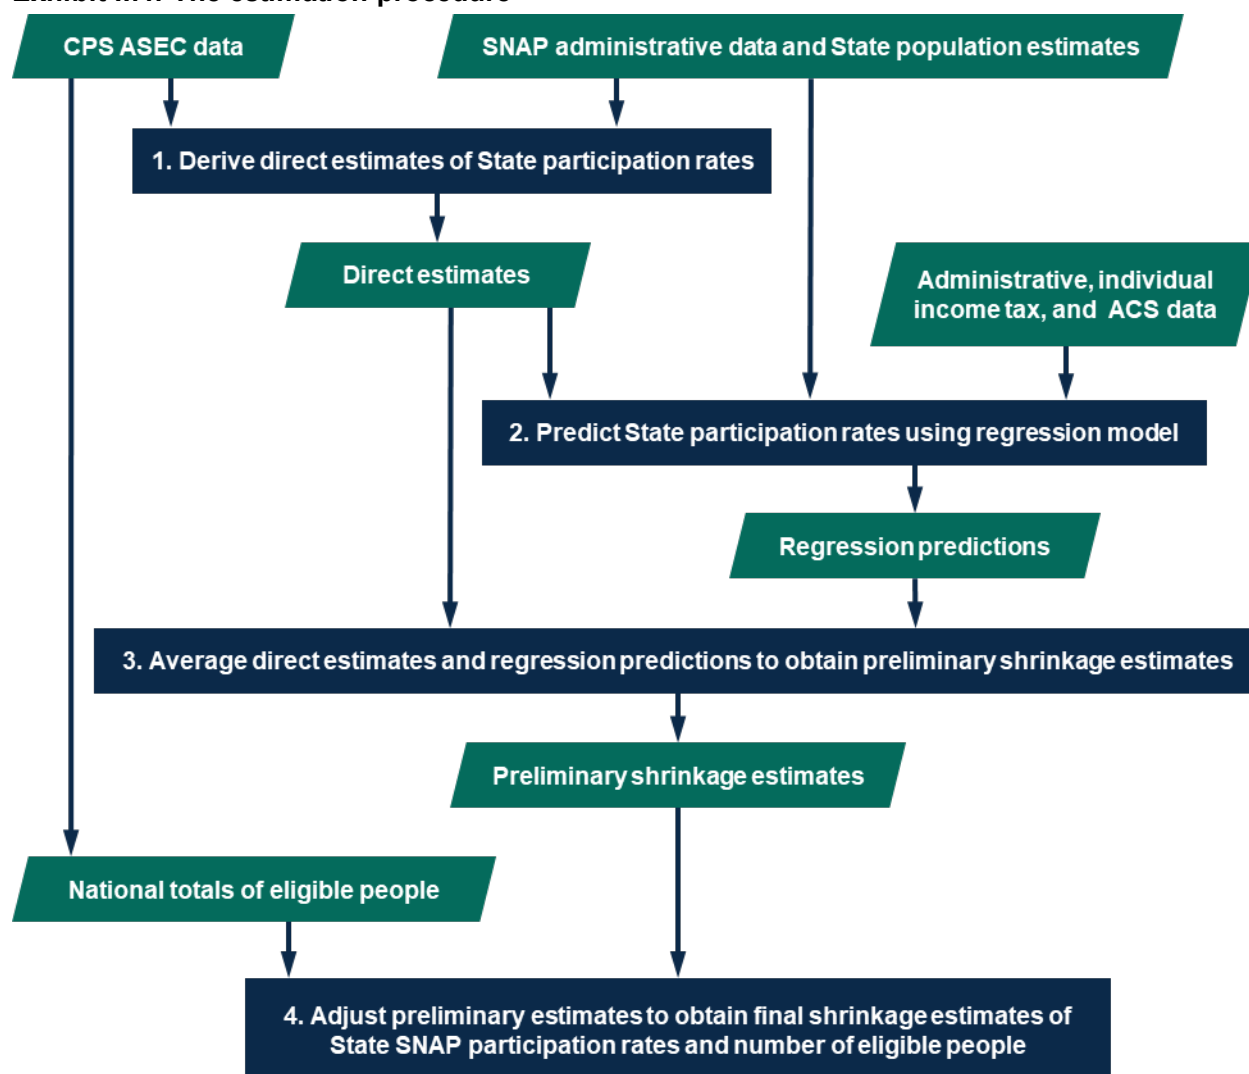 CPS ASEC data
SNAP administrative data and State population estimates
1. Derive direct estimates of State participation rates
Direct estimates
Administrative, individual
income tax, and ACS data
2. Predict State participation rates using regression model
Regression predictions
3. Average direct estimates and regression predictions to obtain preliminary shrinkage estimates
Preliminary shrinkage estimates
National totals of eligible people
4. Adjust preliminary estimates to obtain final shrinkage estimates of
State SNAP participation rates and number of eligible people